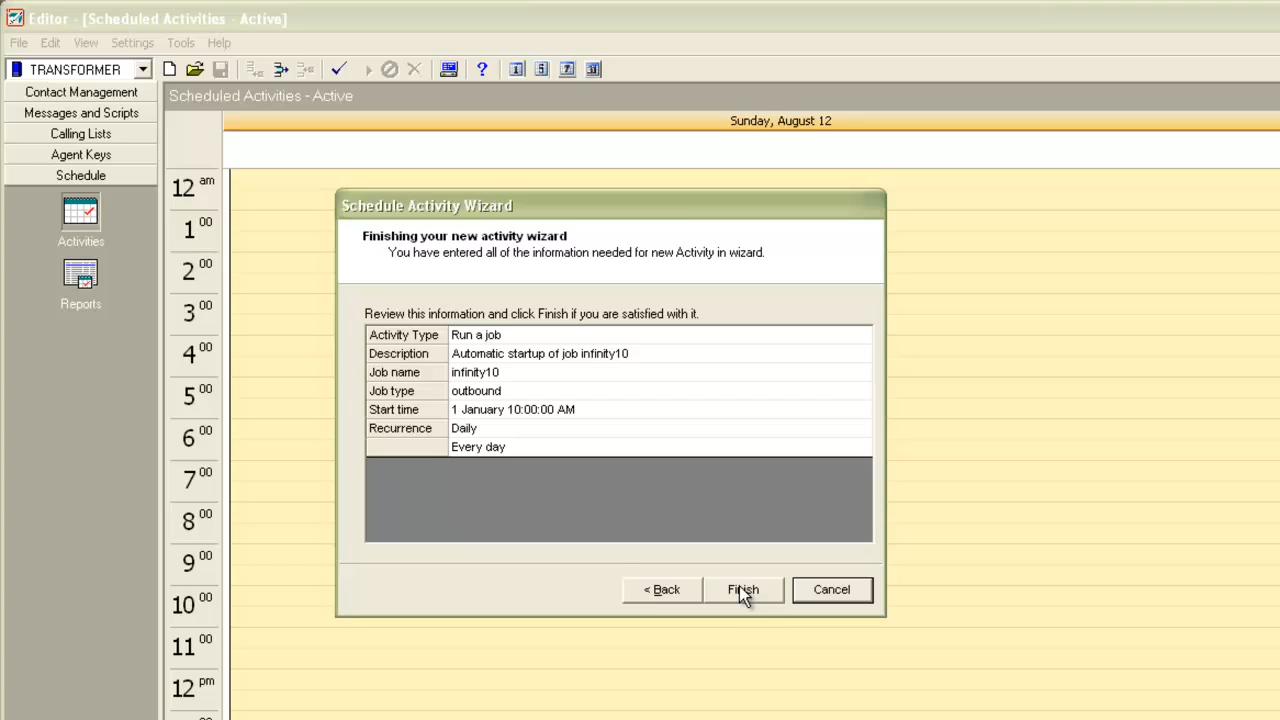 Editor - [Scheduled Activities - Active]
File Edit View Settings Tools Help
TRANSFORMER
Contact Management
Messages and Scripts
Calling Lists
Agent Keys
Schedule
Activities
Reports
Scheduled Activities - Active
Sunday, August 12
12 am
1 00
2 00
3 00
4 00
5 00
6 00
7 00
8 00
9 00
10 00
11 00
12 pm
Schedule Activity Wizard
Finishing your new activity wizard
You have entered all of the information needed for new Activity in wizard.
Review this information and click Finish if you are satisfied with it.
Activity Type Run a job
Description Automatic startup of job infinity10
Job name infinity10
Job type outbound
Start time 1 January 10:00:00 AM
Recurrence Daily
Every day
< Back Finish Cancel